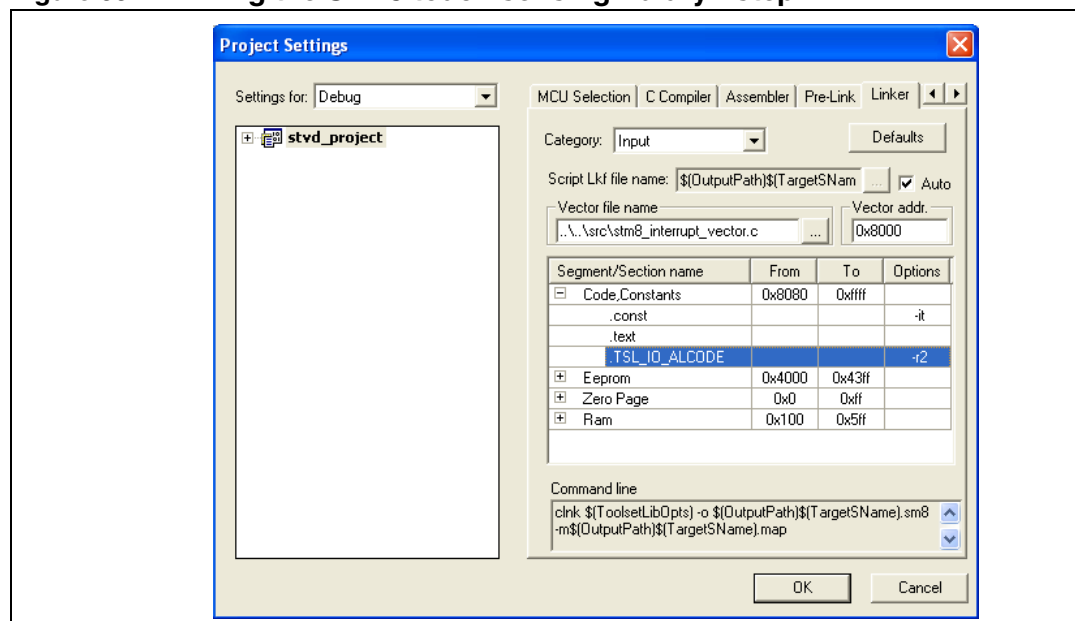 Project Settings
Settings for: Debug
stvd_project
MCU Selection C Compiler Assembler Pre-Link Linker
Category: Input Defaults
Script Lkf file name: $(OutputPath)$(TargetSNam ... Auto
Vector file name Vector addr.
..\..\src\stm8_interrupt_vector.c ... 0x8000
Segment/Section name From To Options
Code,Constants 0x8080 0xffff
.const -it
.text
.TSL_IO_ALCODE -r2
Eeprom 0x4000 0x43ff
Zero Page 0x0 0xff
Ram 0x100 0x5ff
Command line
clnk $(ToolsetLibOpts) -o $(OutputPath)$(TargetSName).sm8
-m$(OutputPath)$(TargetSName).map
OK Cancel